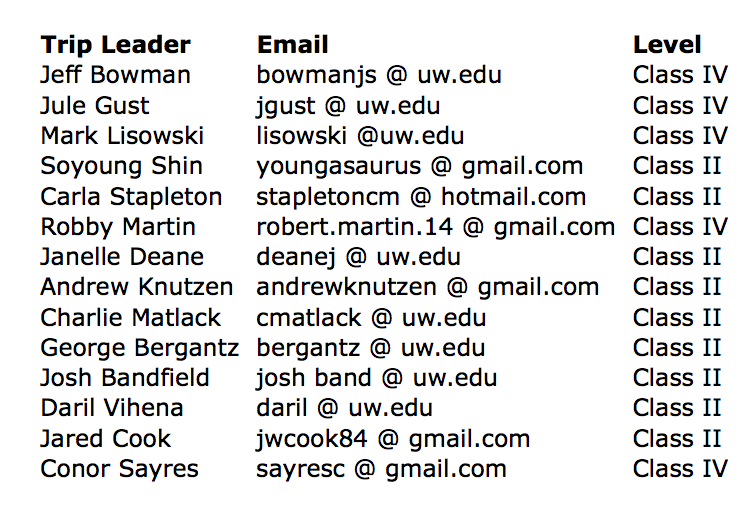 Trip Leader Email Level
Jeff Bowman bowmanjs @ uw.edu Class IV
Jule Gust jgust @ uw.edu Class IV
Mark Lisowski lisowski @uw.edu Class IV
Soyoung Shin youngasaurus @ gmail.com Class II
Carla Stapleton stapletoncm @ hotmail.com Class II
Robby Martin robert.martin.14 @ gmail.com Class IV
Janelle Deane deanej @ uw.edu Class II
Andrew Knutzen andrewknutzen @ gmail.com Class II
Charlie Matlack cmatlack @ uw.edu Class II
George Bergantz bergantz @ uw.edu Class II
Josh Bandfield josh band @ uw.edu Class II
Daril Vihena daril @ uw.edu Class II
Jared Cook jwcook84 @ gmail.com Class II
Conor Sayres sayresc @ gmail.com Class IV